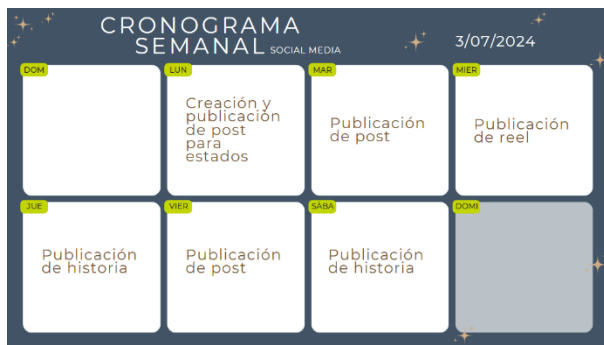 CRONOGRAMA
SEMANAL SOCIAL MEDIA
3/07/2024
DOM
LUN
MAR
MIER
Creación y
publicación
de post
para
estados
Publicación
de post
Publicación
de reel
JUE
VIER
SÁBA
DOMI
Publicación
de historia
Publicación
de post
Publicación
de historia